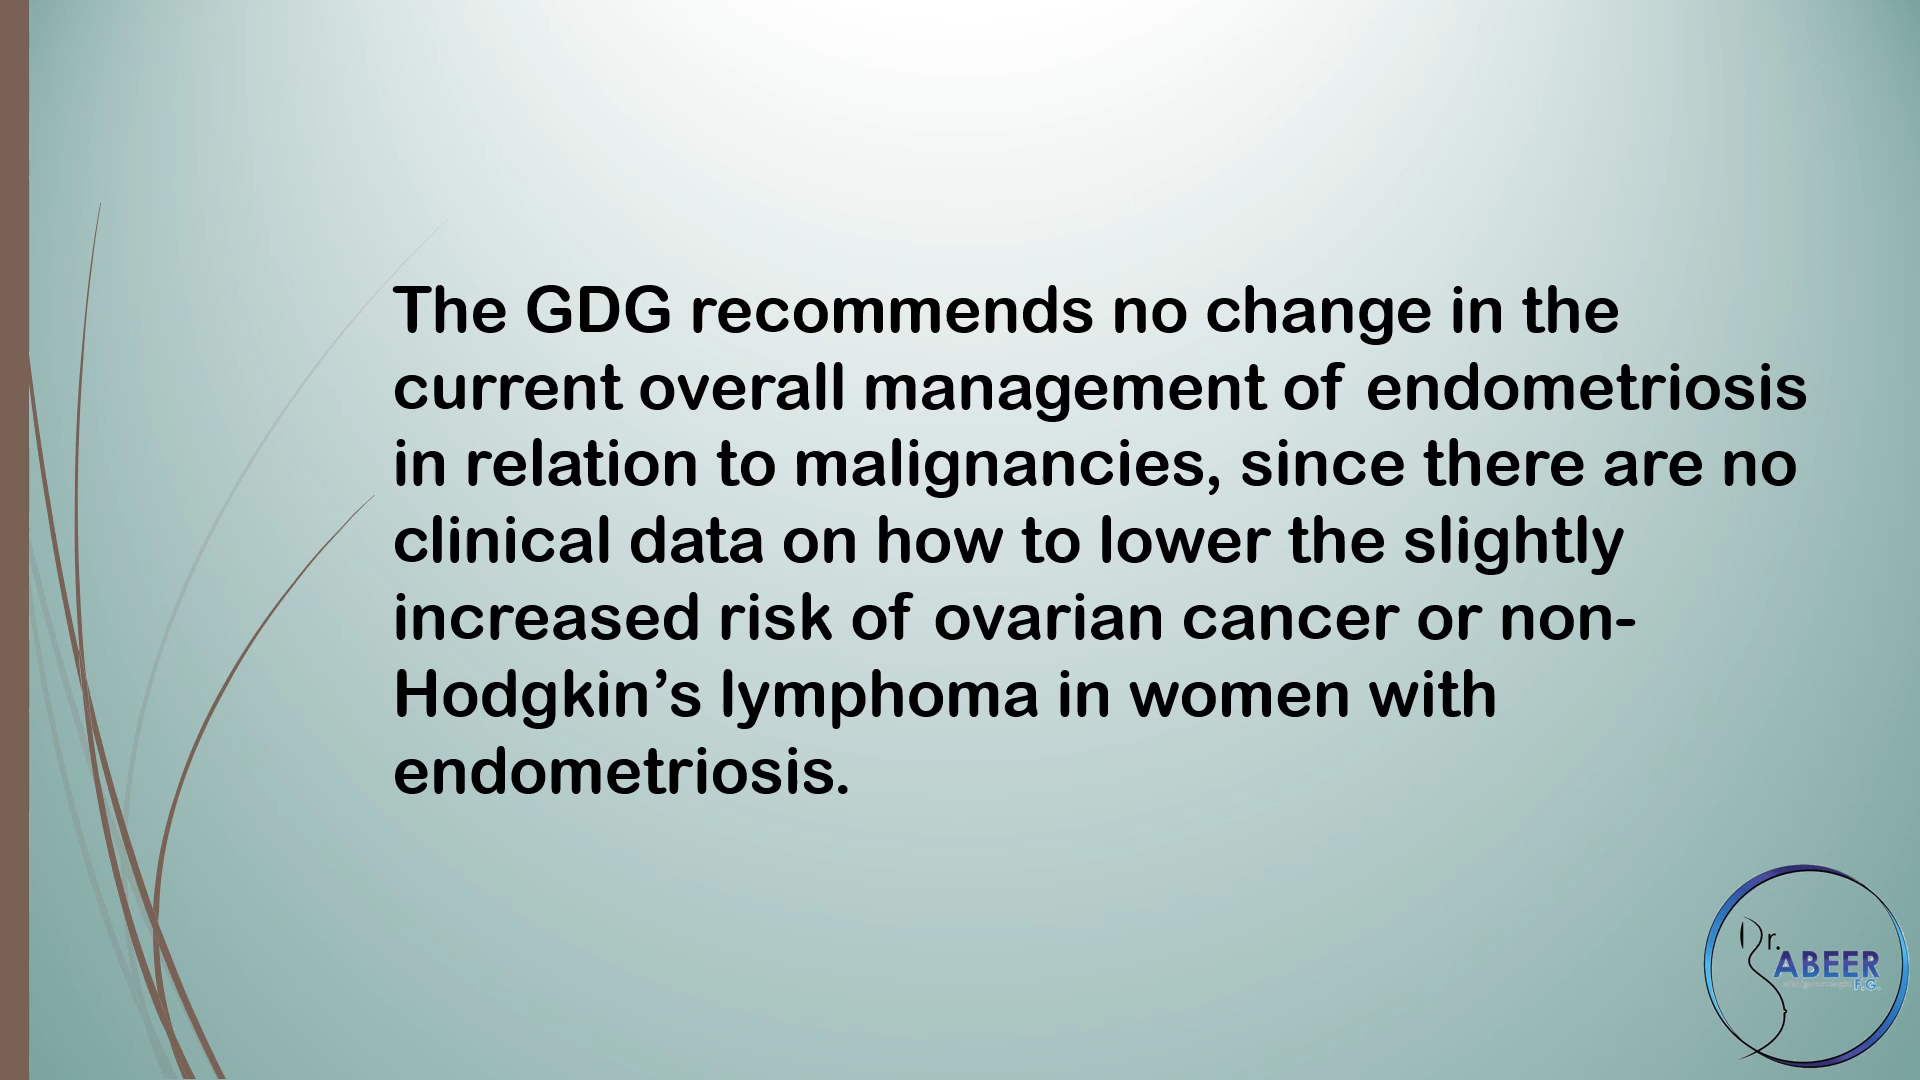 The GDG recommends no change in the
current overall management of endometriosis
in relation to malignancies, since there are no
clinical data on how to lower the slightly
increased risk of ovarian cancer or non-
Hodgkin’s lymphoma in women with
endometriosis.
Dr.
ABEER
F.G.